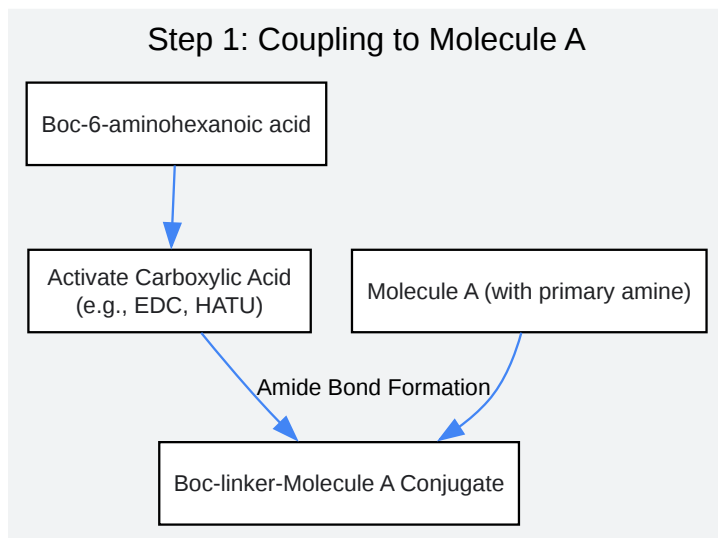 Step 1: Coupling to Molecule A
Boc-6-aminohexanoic acid
Activate Carboxylic Acid
(e.g., EDC, HATU)
Molecule A (with primary amine)
Amide Bond Formation
Boc-linker-Molecule A Conjugate